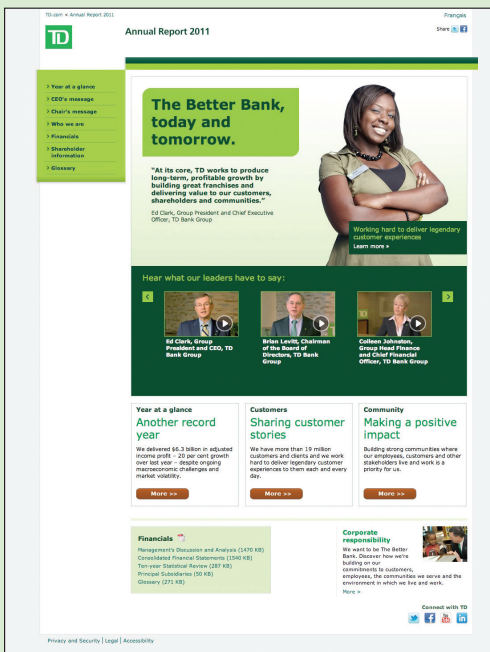 TD.com < Annual Report 2011
Français
TD
Annual Report 2011
Share
> Year at a glance
> CEO's message
> Chair's message
> Who we are
> Financials
> Shareholder
information
> Glossary
The Better Bank,
today and
tomorrow.
"At its core, TD works to produce
long-term, profitable growth by
building great franchises and
delivering value to our customers,
shareholders and communities."
Ed Clark, Group President and Chief Executive
Officer, TD Bank Group
Working hard to deliver legendary
customer experiences
Learn more >
Hear what our leaders have to say:
Ed Clark, Group
President and CEO, TD
Bank Group
Brian Levitt, Chairman
of the Board of
Directors, TD Bank
Group
Colleen Johnston,
Group Head Finance
and Chief Financial
Officer, TD Bank Group
Year at a glance
Another record
year
We delivered $6.3 billion in adjusted
income profit – 20 per cent growth
over last year – despite ongoing
macroeconomic challenges and
market volatility.
More >>
Customers
Sharing customer
stories
We have more than 19 million
customers and clients and we work
hard to deliver legendary customer
experiences to them each and every
day.
More >>
Community
Making a positive
impact
Building strong communities where
our employees, customers and other
stakeholders live and work is a
priority for us.
More >>
Financials
Management's Discussion and Analysis (1470 KB)
Consolidated Financial Statements (1540 KB)
Ten-year Statistical Review (287 KB)
Principal Subsidiaries (50 KB)
Glossary (271 KB)
Corporate
responsibility
We want to be The Better
Bank. Discover how we're
building on our
commitments to customers,
employees, the communities we serve and the
environment in which we live and work.
More >
Connect with TD
Privacy and Security | Legal | Accessibility